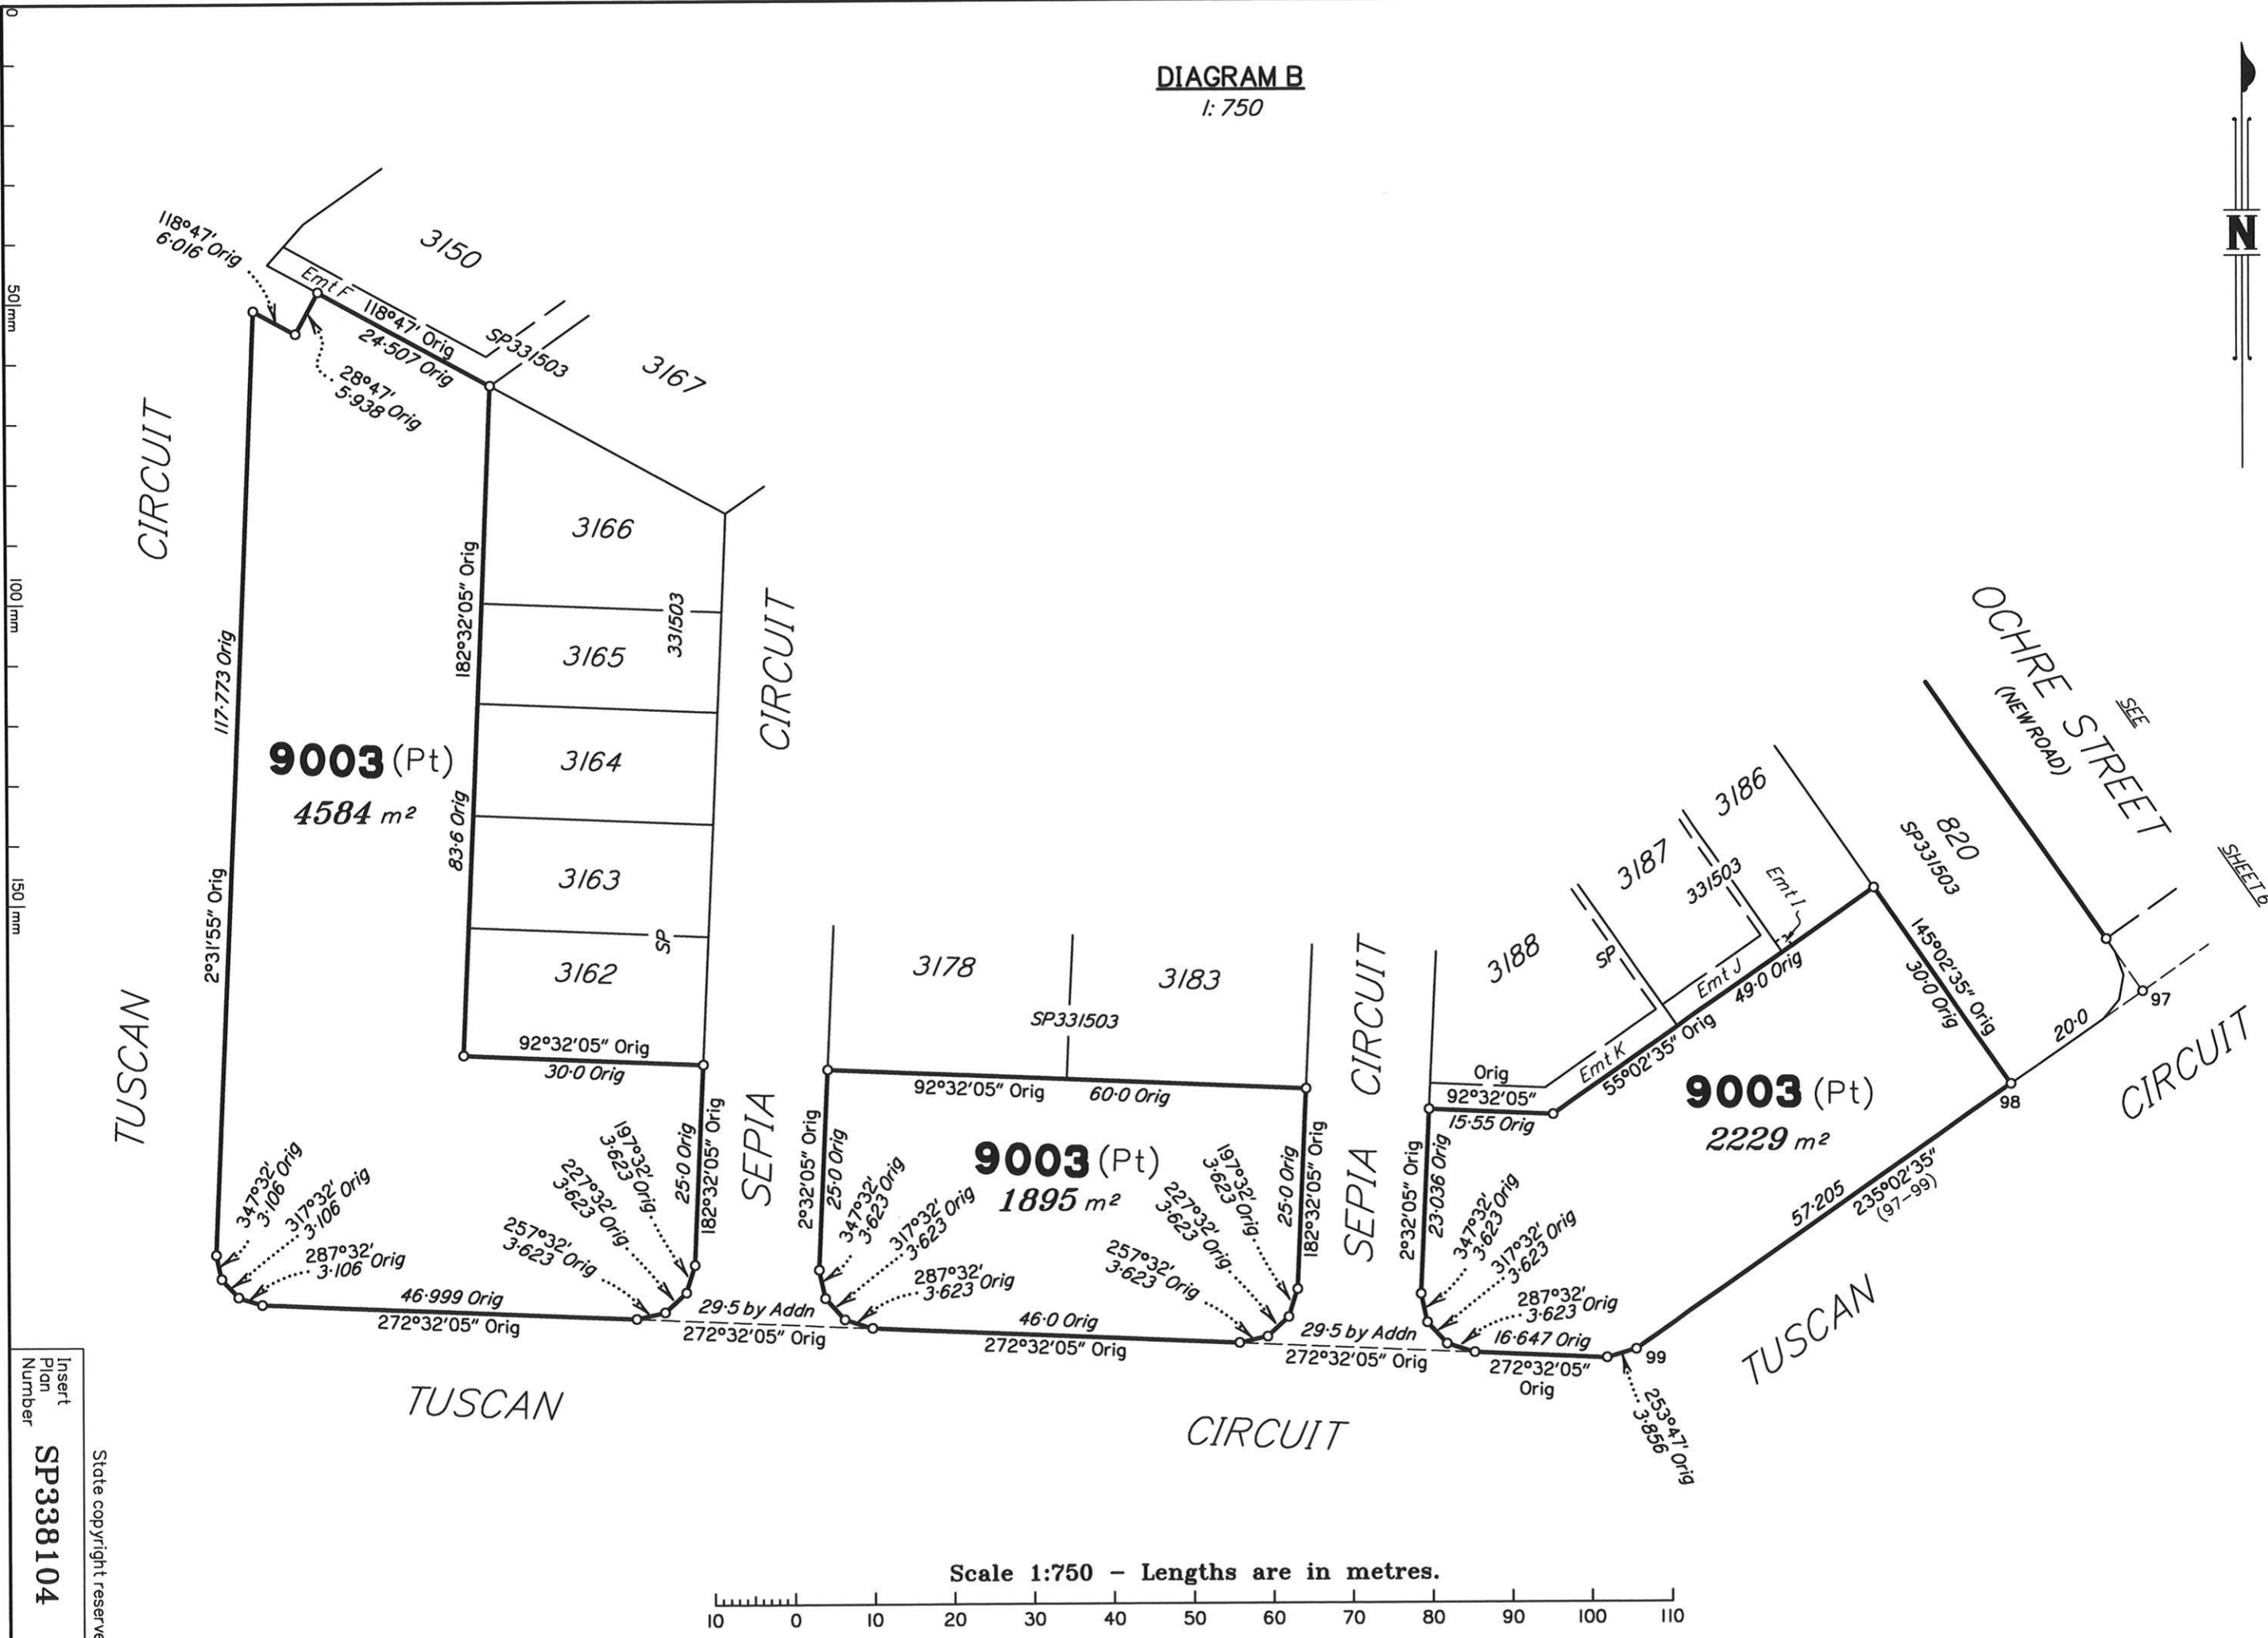 DIAGRAM B
1: 750
N
0
50 mm
100 mm
150 mm
3150
118°47' Orig
6·016
Emt F
118°47' Orig
24·507 Orig
SP331503
3167
28°47'
5·938 Orig
CIRCUIT
3166
182°32'05" Orig
331503
3165
CIRCUIT
117·773 Orig
9003 (Pt)
4584 m²
3164
83·6 Orig
3163
2°31'55" Orig
SP
3162
92°32'05" Orig
30·0 Orig
TUSCAN
347°32'
3·106 Orig
317°32' Orig
3·106
287°32' Orig
3·106
46·999 Orig
272°32'05" Orig
257°32' Orig
3·623
227°32' Orig
3·623
197°32' Orig
3·623
25·0 Orig
182°32'05" Orig
SEPIA
29·5 by Addn
272°32'05" Orig
TUSCAN
3178
3183
SP331503
92°32'05" Orig
60·0 Orig
2°32'05" Orig
25·0 Orig
9003 (Pt)
1895 m²
347°32'
3·623 Orig
317°32' Orig
3·623
287°32' Orig
3·623
46·0 Orig
272°32'05" Orig
257°32' Orig
3·623
227°32' Orig
3·623
197°32' Orig
3·623
25·0 Orig
182°32'05" Orig
CIRCUIT
SEPIA
29·5 by Addn
272°32'05" Orig
CIRCUIT
3186
3187
3188
331503
SP
Emt I
Emt J
Emt K
49·0 Orig
55°02'35" Orig
Orig
92°32'05"
15·55 Orig
2°32'05" Orig
23·036 Orig
347°32'
3·623 Orig
317°32' Orig
3·623
287°32' Orig
3·623
16·647 Orig
272°32'05"
Orig
9003 (Pt)
2229 m²
OCHRE STREET
(NEW ROAD)
SEE
SHEET 6
820
SP331503
145°02'35" Orig
30·0 Orig
20·0
97
98
57·205
235°02'35"
(97-99)
99
253°47' Orig
3·856
TUSCAN
CIRCUIT
Scale 1:750 – Lengths are in metres.
10 0 10 20 30 40 50 60 70 80 90 100 110
Insert
Plan
Number
SP338104
State copyright reserve